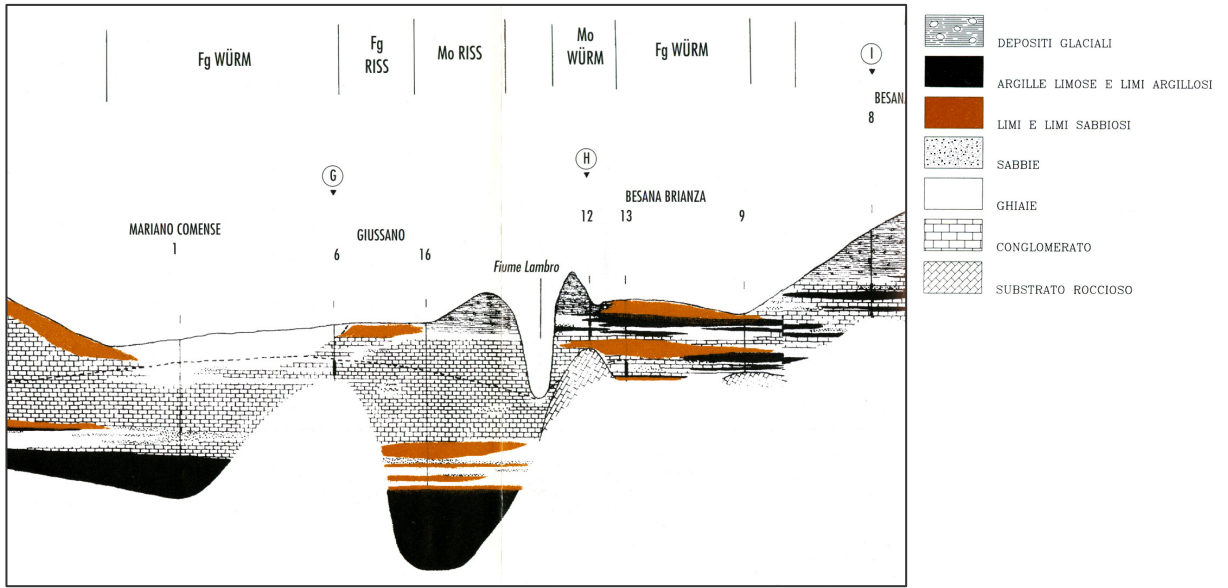 Fg WÜRM
Fg
RISS
Mo RISS
Mo
WÜRM
Fg WÜRM
I
BESANA
8
G
H
MARIANO COMENSE
1
6
GIUSSANO
16
Fiume Lambro
12
13
BESANA BRIANZA
9
DEPOSITI GLACIALI
ARGILLE LIMOSE E LIMI ARGILLOSI
LIMI E LIMI SABBIOSI
SABBIE
GHIAIE
CONGLOMERATO
SUBSTRATO ROCCIOSO